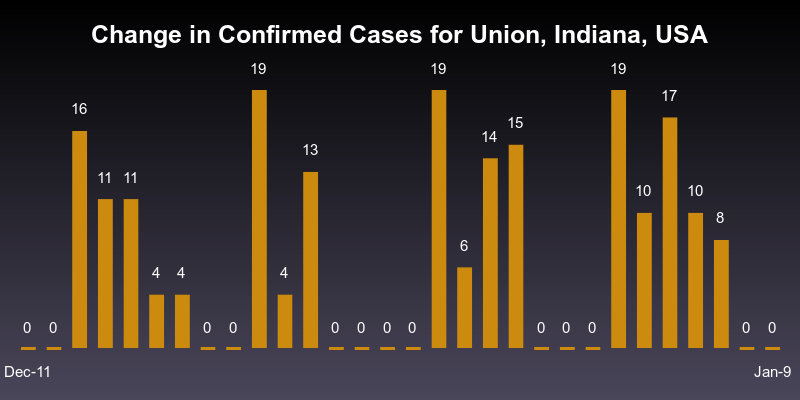 Change in Confirmed Cases for Union, Indiana, USA
0 0 16 11 11 4 4 0 0 19 4 13 0 0 0 0 19 6 14 15 0 0 0 19 10 17 10 8 0 0
Dec-11 Jan-9